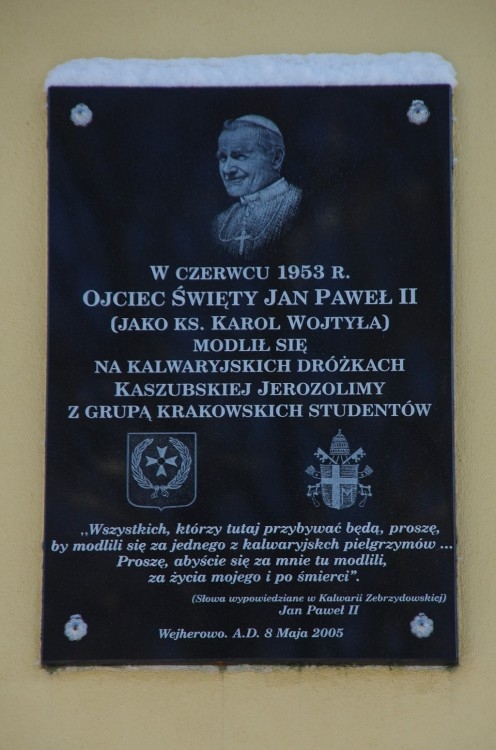 W CZERWCU 1953 R.
OJCIEC ŚWIĘTY JAN PAWEŁ II
(JAKO KS. KAROL WOJTYŁA)
MODLIŁ SIĘ
NA KALWARYJSKICH DRÓŻKACH
KASZUBSKIEJ JEROZOLIMY
Z GRUPĄ KRAKOWSKICH STUDENTÓW
M
,,Wszystkich, którzy tutaj przybywać będą, proszę,
by modlili się za jednego z kalwaryjskch pielgrzymów ...
Proszę, abyście się za mnie tu modlili,
za życia mojego i po śmierci”.
(Słowa wypowiedziane w Kalwarii Zebrzydowskiej)
Jan Paweł II
Wejherowo. A.D. 8 Maja 2005